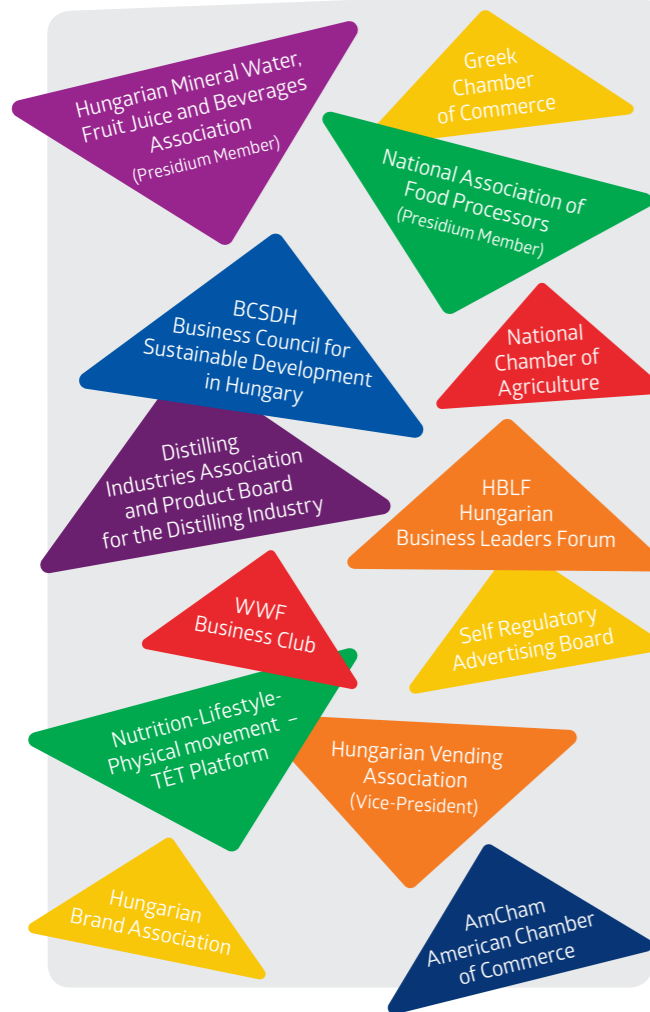 Hungarian Mineral Water,
Fruit Juice and Beverages
Association
(Presidium Member)
Greek
Chamber
of Commerce
National Association of
Food Processors
(Presidium Member)
BCSDH
Business Council for
Sustainable Development
in Hungary
National
Chamber of
Agriculture
Distilling
Industries Association
and Product Board
for the Distilling Industry
HBLF
Hungarian
Business Leaders Forum
WWF
Business Club
Self Regulatory
Advertising Board
Nutrition-Lifestyle-
Physical movement –
TÉT Platform
Hungarian Vending
Association
(Vice-President)
Hungarian
Brand Association
AmCham
American Chamber
of Commerce